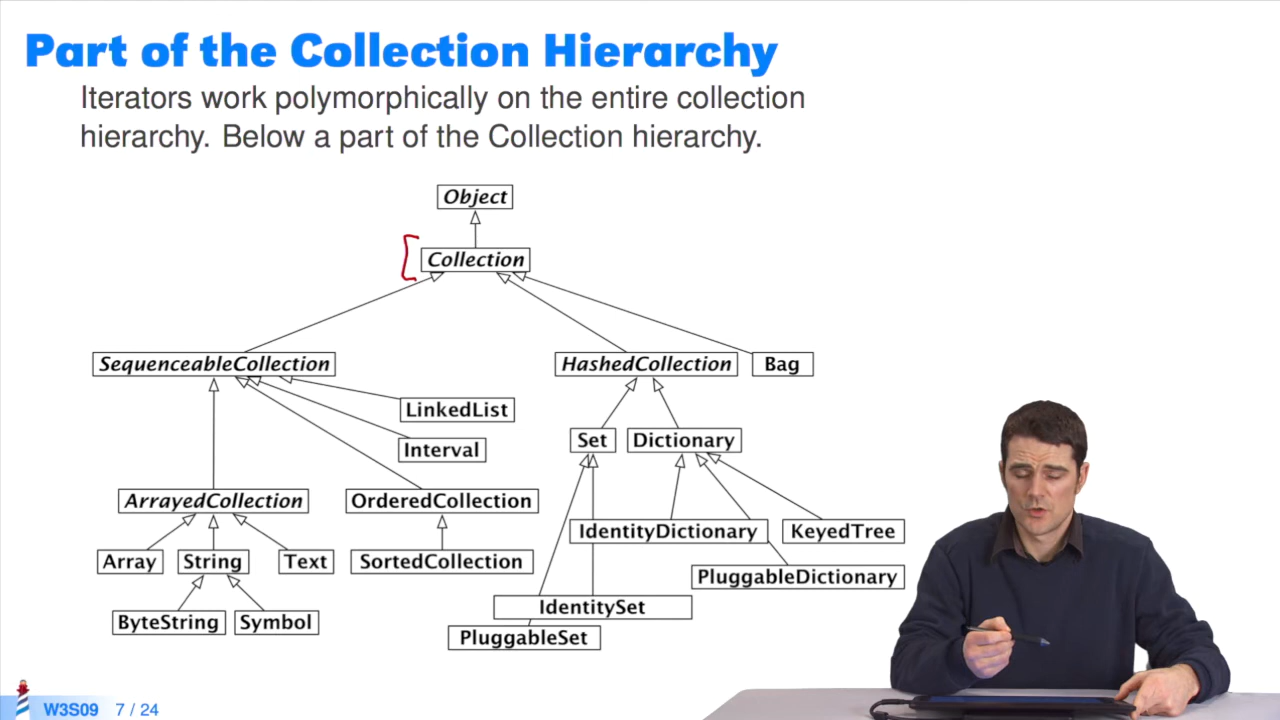 Part of the Collection Hierarchy
Iterators work polymorphically on the entire collection
hierarchy. Below a part of the Collection hierarchy.
Object
Collection
SequenceableCollection
HashedCollection
Bag
LinkedList
Interval
Set
Dictionary
ArrayedCollection
OrderedCollection
IdentityDictionary
KeyedTree
Array
String
Text
SortedCollection
PluggableDictionary
IdentitySet
ByteString
Symbol
PluggableSet
W3S09 7 / 24